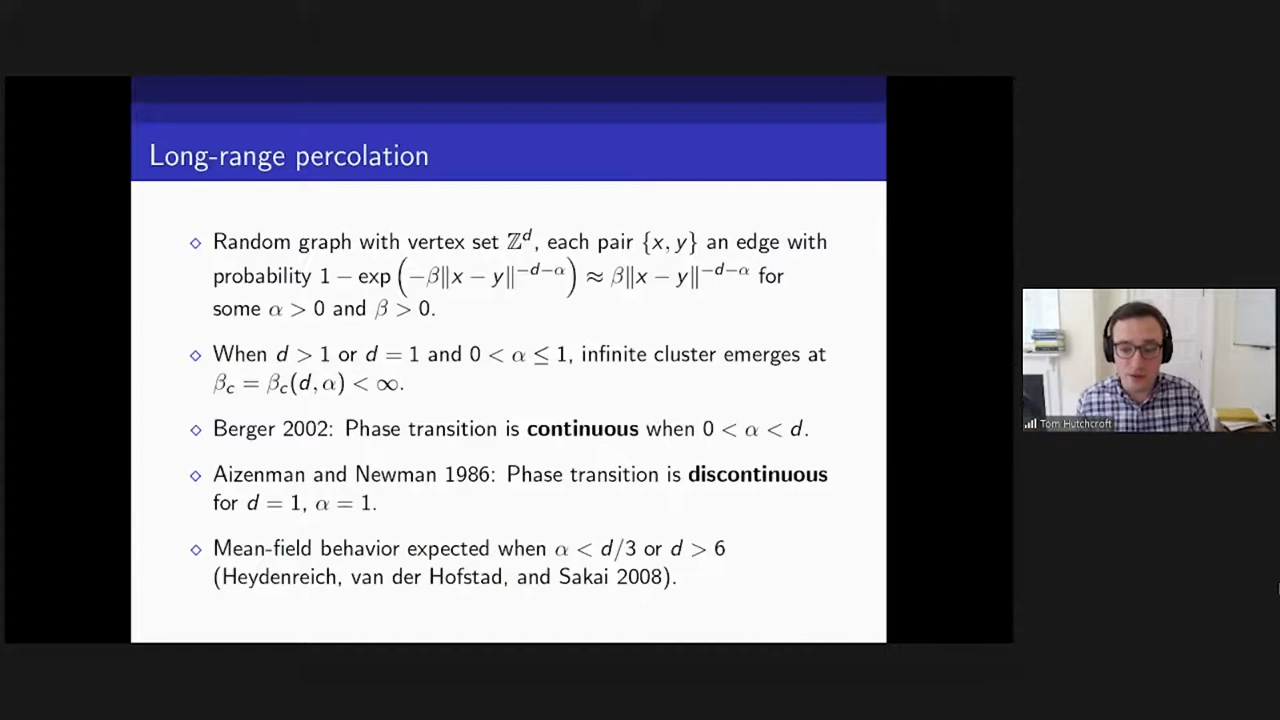 Long-range percolation
◇ Random graph with vertex set ℤ^d, each pair {x, y} an edge with
probability 1 − exp(−β‖x − y‖^{−d−α}) ≈ β‖x − y‖^{−d−α} for
some α > 0 and β > 0.
◇ When d > 1 or d = 1 and 0 < α ≤ 1, infinite cluster emerges at
β_c = β_c(d, α) < ∞.
◇ Berger 2002: Phase transition is continuous when 0 < α < d.
◇ Aizenman and Newman 1986: Phase transition is discontinuous
for d = 1, α = 1.
◇ Mean-field behavior expected when α < d/3 or d > 6
(Heydenreich, van der Hofstad, and Sakai 2008).
Tom Hutchcroft